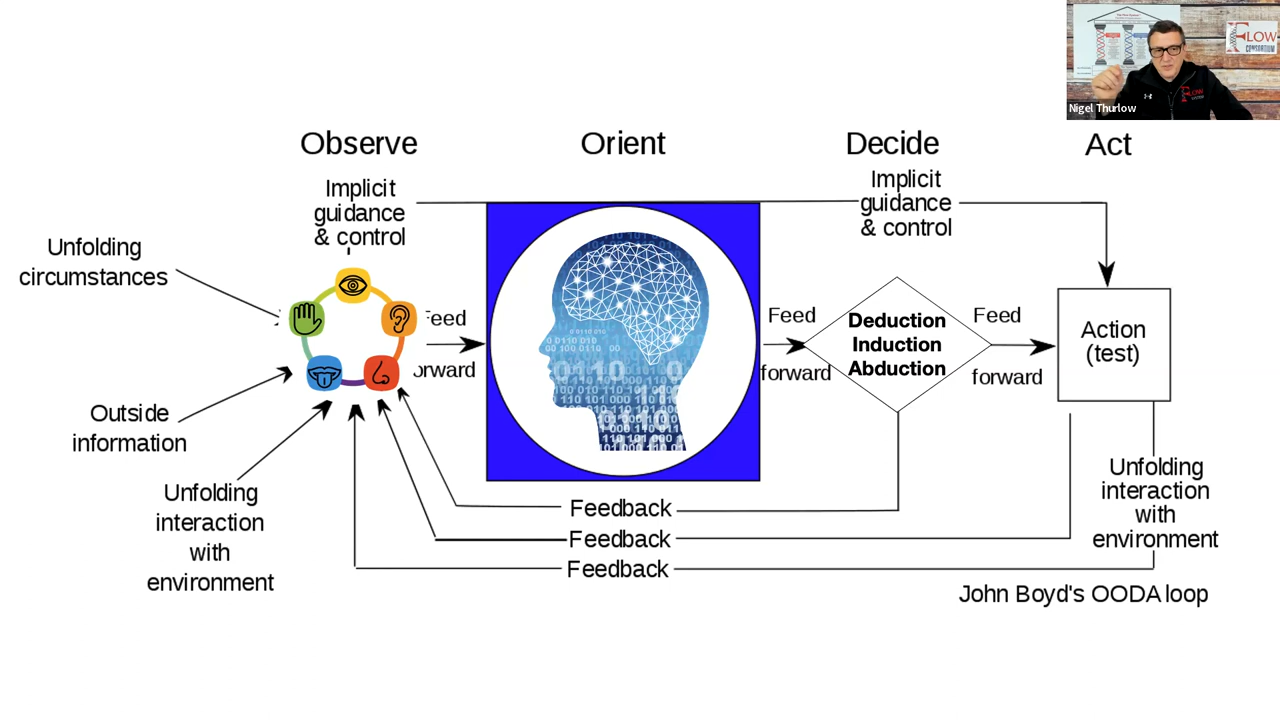 LOW
CONSORTIUM
Nigel Thurlow
Observe
Orient
Decide
Act
Implicit
guidance
& control
Implicit
guidance
& control
Unfolding
circumstances
Feed
forward
Feed
forward
Deduction
Induction
Abduction
Feed
forward
Action
(test)
Outside
information
Unfolding
interaction
with
environment
Unfolding
interaction
with
environment
Feedback
Feedback
Feedback
John Boyd's OODA loop